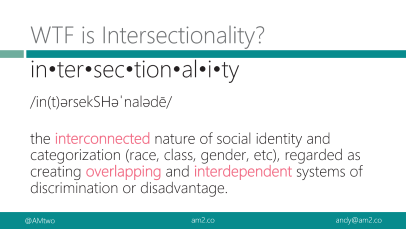 WTF is Intersectionality?
in•ter•sec•tion•al•i•ty
/in(t)ərsekSHəˈnalədē/
the interconnected nature of social identity and
categorization (race, class, gender, etc), regarded as
creating overlapping and interdependent systems of
discrimination or disadvantage.
@AMtwo am2.co andy@am2.co